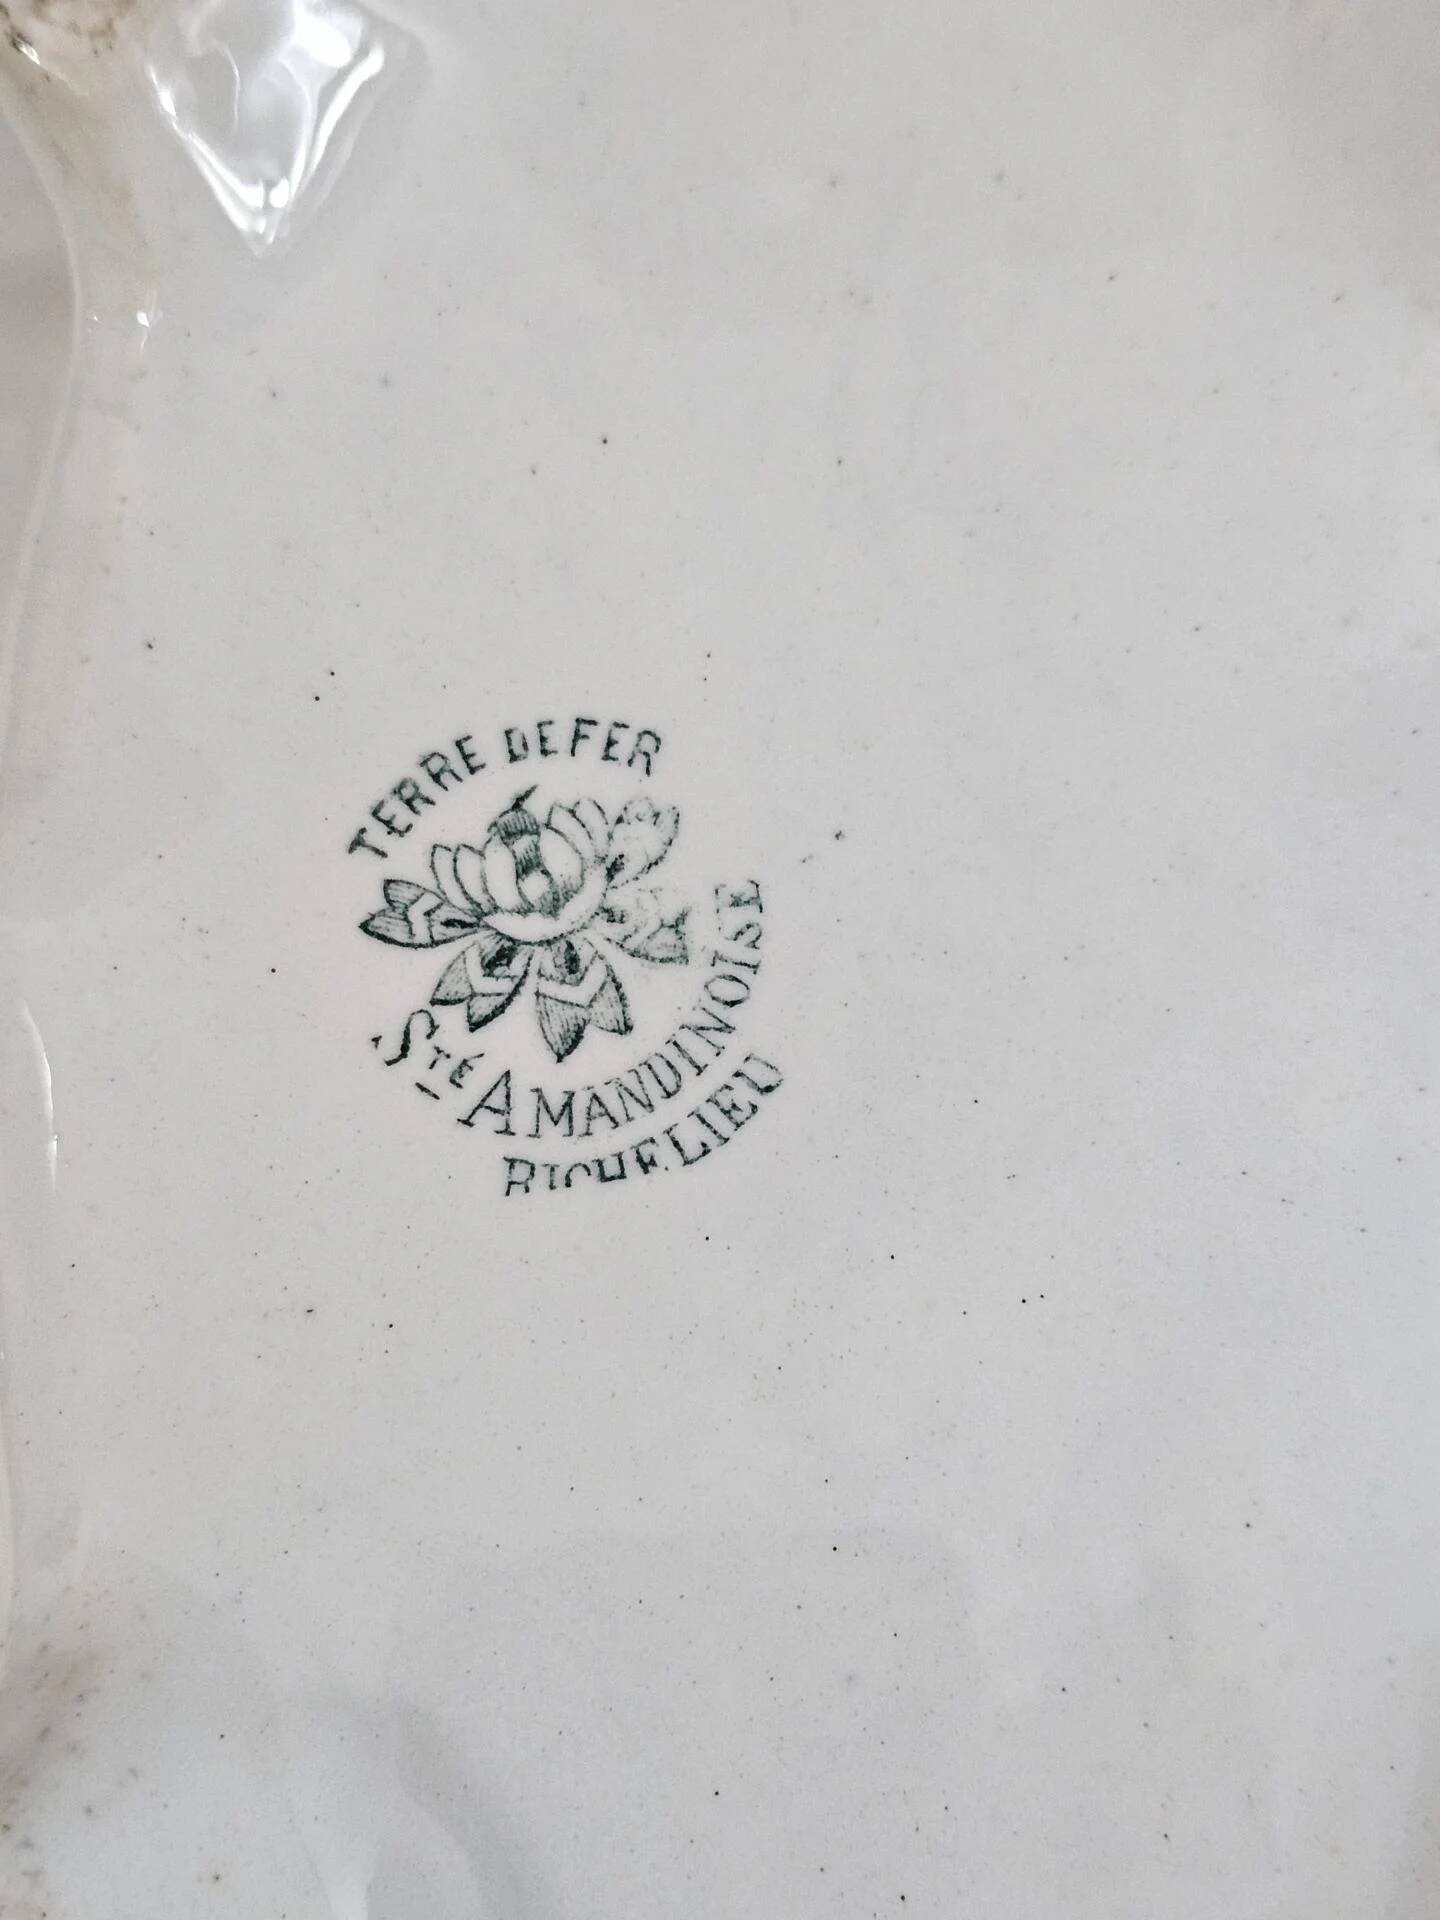 TERRE DE FER
STÉ AMANDINOISE
RICHELIEU